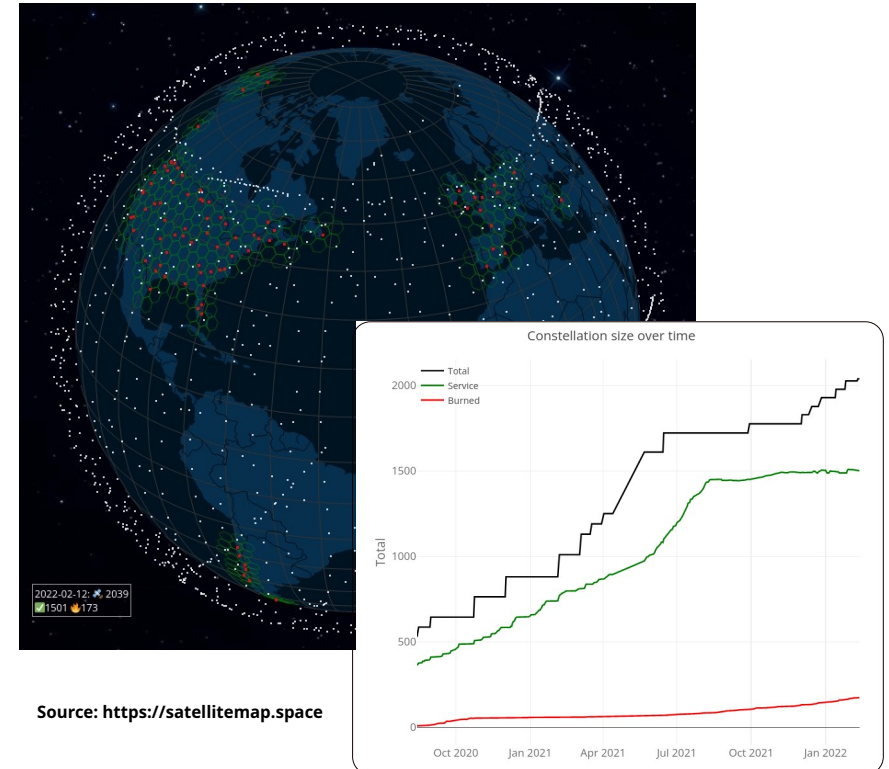 2022-02-12: 🛰 2039
✅1501 🔥173
Constellation size over time
Total
Service
Burned
2000
1500
1000
500
0
Total
Oct 2020 Jan 2021 Apr 2021 Jul 2021 Oct 2021 Jan 2022
Source: https://satellitemap.space